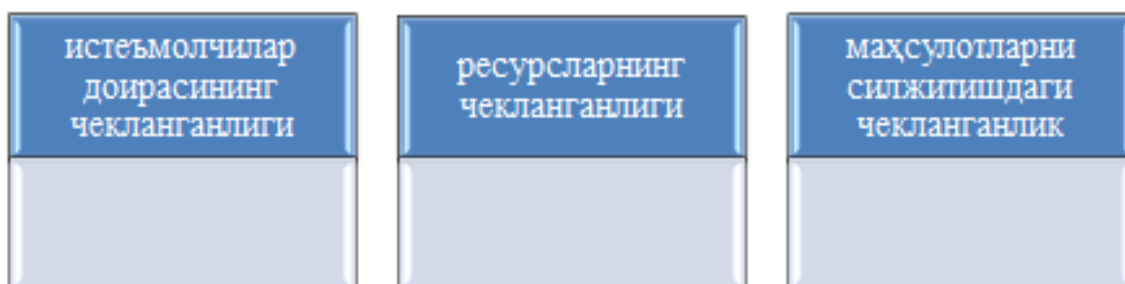 истеъмолчилар
доирасининг
чекланганлиги
ресурсларнинг
чекланганлиги
маҳсулотларни
силжитишдаги
чекланганлик